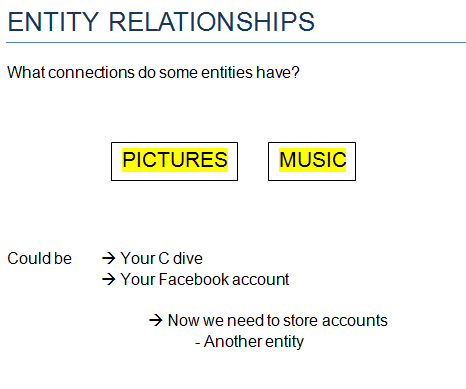 ENTITY RELATIONSHIPS
What connections do some entities have?
PICTURES MUSIC
Could be → Your C dive
→ Your Facebook account
→ Now we need to store accounts
- Another entity